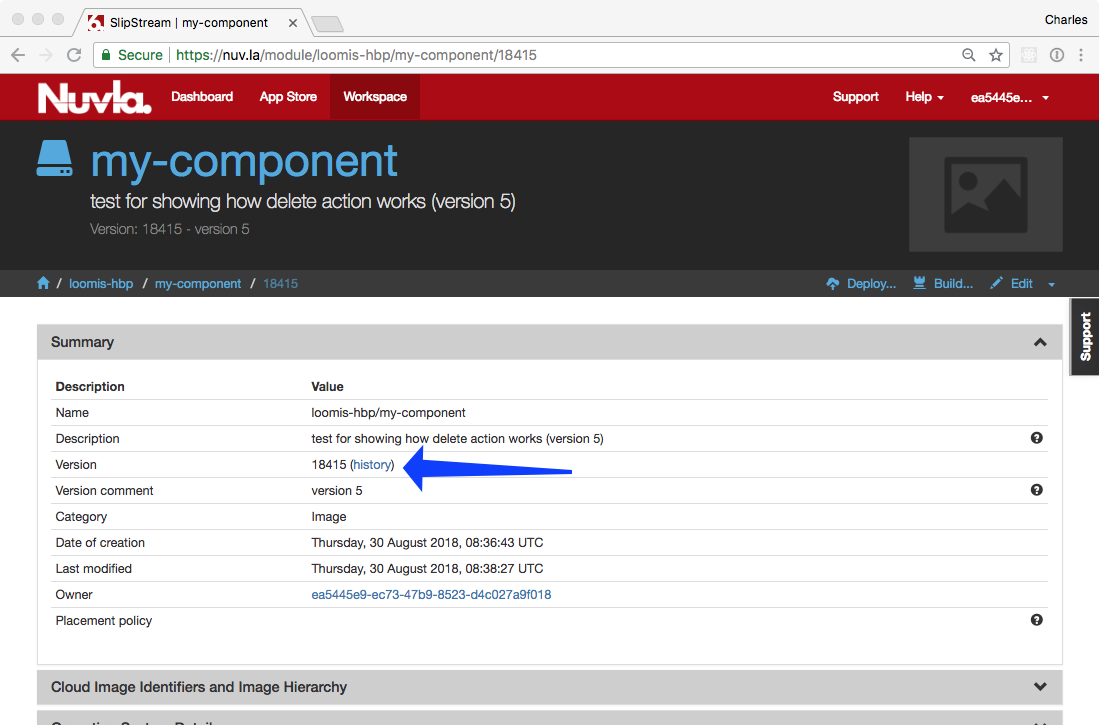 SlipStream | my-component
Charles
Secure https://nuv.la/module/loomis-hbp/my-component/18415
Nuvla. Dashboard App Store Workspace Support Help ea5445e...
my-component
test for showing how delete action works (version 5)
Version: 18415 - version 5
/ loomis-hbp / my-component / 18415 Deploy... Build... Edit
Support
Summary
Description Value
Name loomis-hbp/my-component
Description test for showing how delete action works (version 5)
Version 18415 (history)
Version comment version 5
Category Image
Date of creation Thursday, 30 August 2018, 08:36:43 UTC
Last modified Thursday, 30 August 2018, 08:38:27 UTC
Owner ea5445e9-ec73-47b9-8523-d4c027a9f018
Placement policy
Cloud Image Identifiers and Image Hierarchy